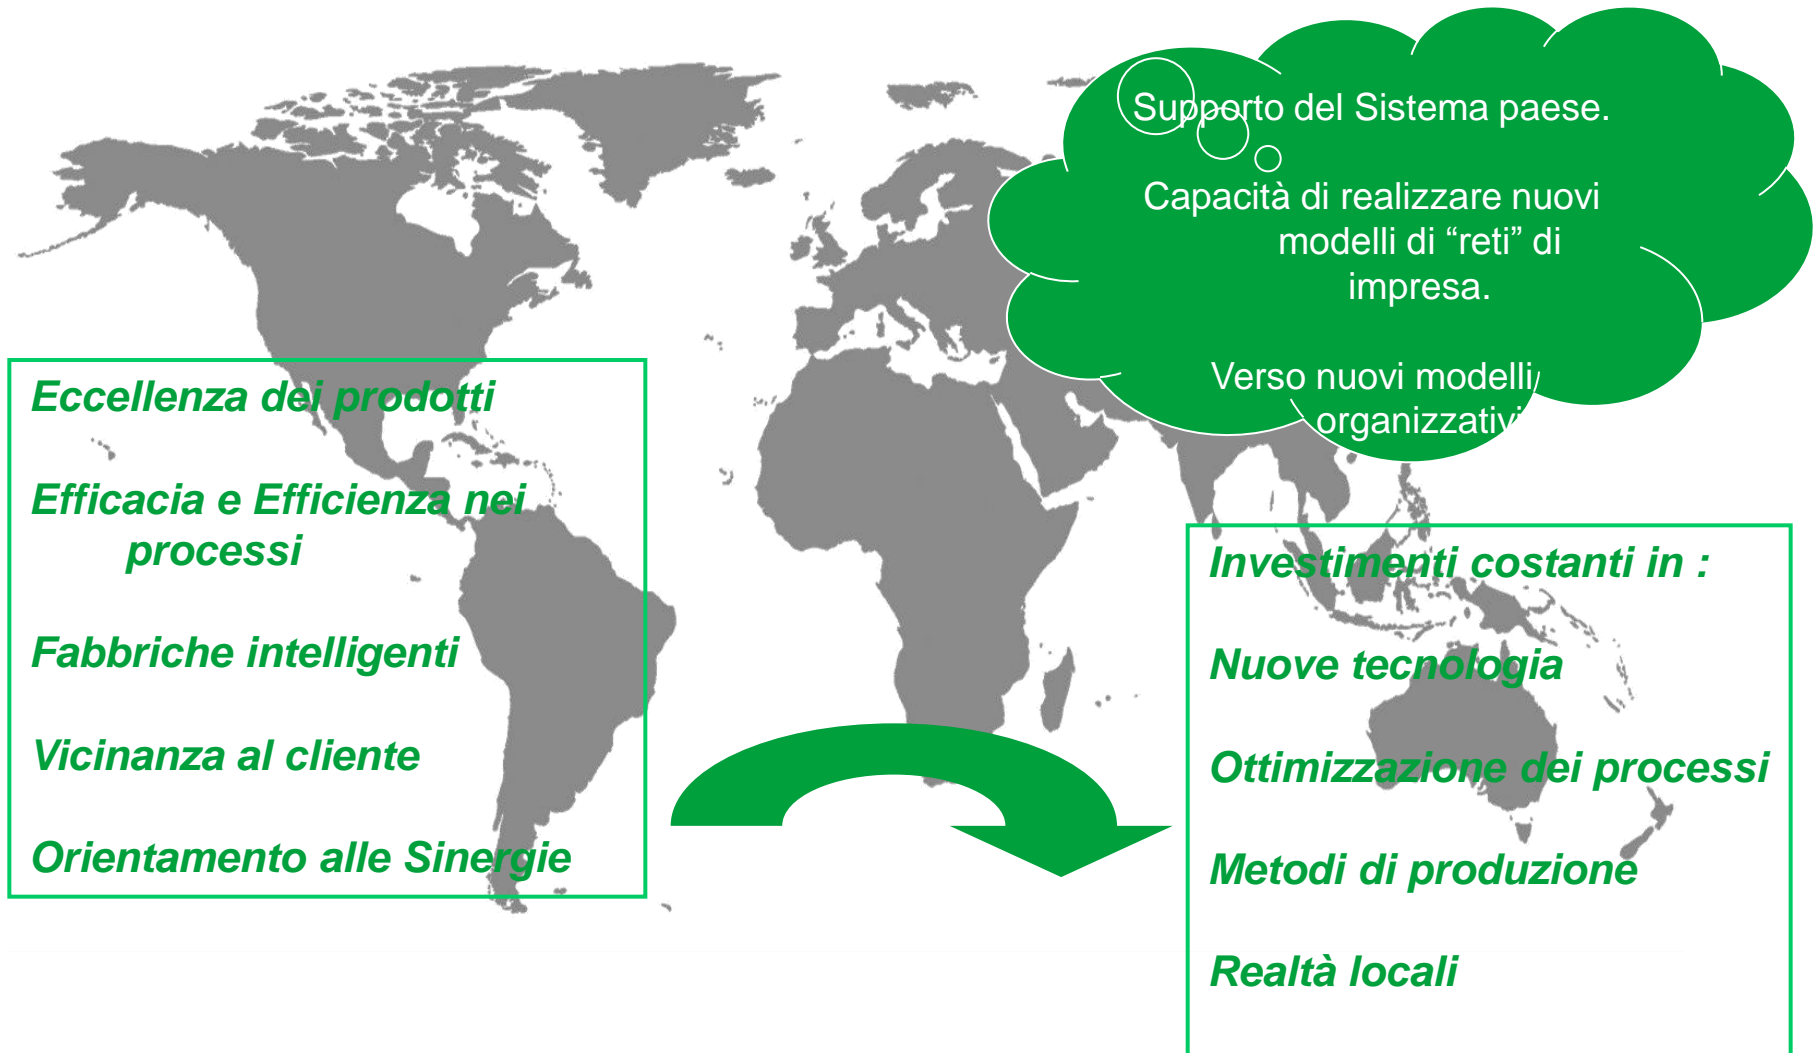 Supporto del Sistema paese.
Capacità di realizzare nuovi
modelli di “reti” di
impresa.
Verso nuovi modelli
organizzativi
Eccellenza dei prodotti
Efficacia e Efficienza nei
processi
Fabbriche intelligenti
Vicinanza al cliente
Orientamento alle Sinergie
Investimenti costanti in :
Nuove tecnologia
Ottimizzazione dei processi
Metodi di produzione
Realtà locali